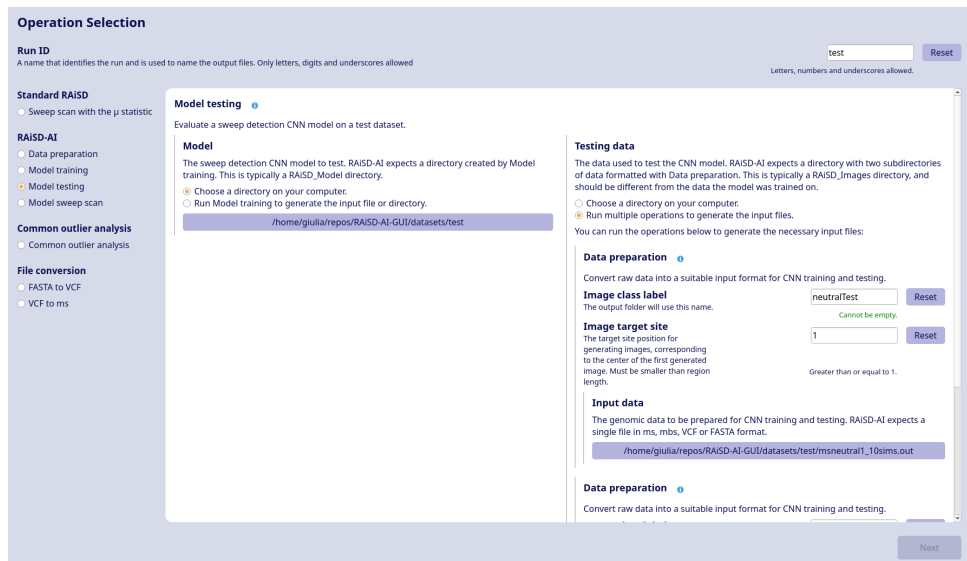 Operation Selection
Run ID
A name that identifies the run and is used to name the output files. Only letters, digits and underscores allowed
test
Reset
Letters, numbers and underscores allowed.
Standard RAiSD
Sweep scan with the µ statistic
RAiSD-AI
Data preparation
Model training
Model testing
Model sweep scan
Common outlier analysis
Common outlier analysis
File conversion
FASTA to VCF
VCF to ms
Model testing
Evaluate a sweep detection CNN model on a test dataset.
Model
The sweep detection CNN model to test. RAiSD-AI expects a directory created by Model
training. This is typically a RAiSD_Model directory.
Choose a directory on your computer.
Run Model training to generate the input file or directory.
/home/giulia/repos/RAiSD-AI-GUI/datasets/test
Testing data
The data used to test the CNN model. RAiSD-AI expects a directory with two subdirectories
of data formatted with Data preparation. This is typically a RAiSD_Images directory, and
should be different from the data the model was trained on.
Choose a directory on your computer.
Run multiple operations to generate the input files.
You can run the operations below to generate the necessary input files:
Data preparation
Convert raw data into a suitable input format for CNN training and testing.
Image class label
The output folder will use this name.
neutralTest
Reset
Cannot be empty.
Image target site
The target site position for
generating images, corresponding
to the center of the first generated
image. Must be smaller than region
length.
1
Reset
Greater than or equal to 1.
Input data
The genomic data to be prepared for CNN training and testing. RAiSD-AI expects a
single file in ms, mbs, VCF or FASTA format.
/home/giulia/repos/RAiSD-AI-GUI/datasets/test/msneutral1_10sims.out
Data preparation
Convert raw data into a suitable input format for CNN training and testing.
Next